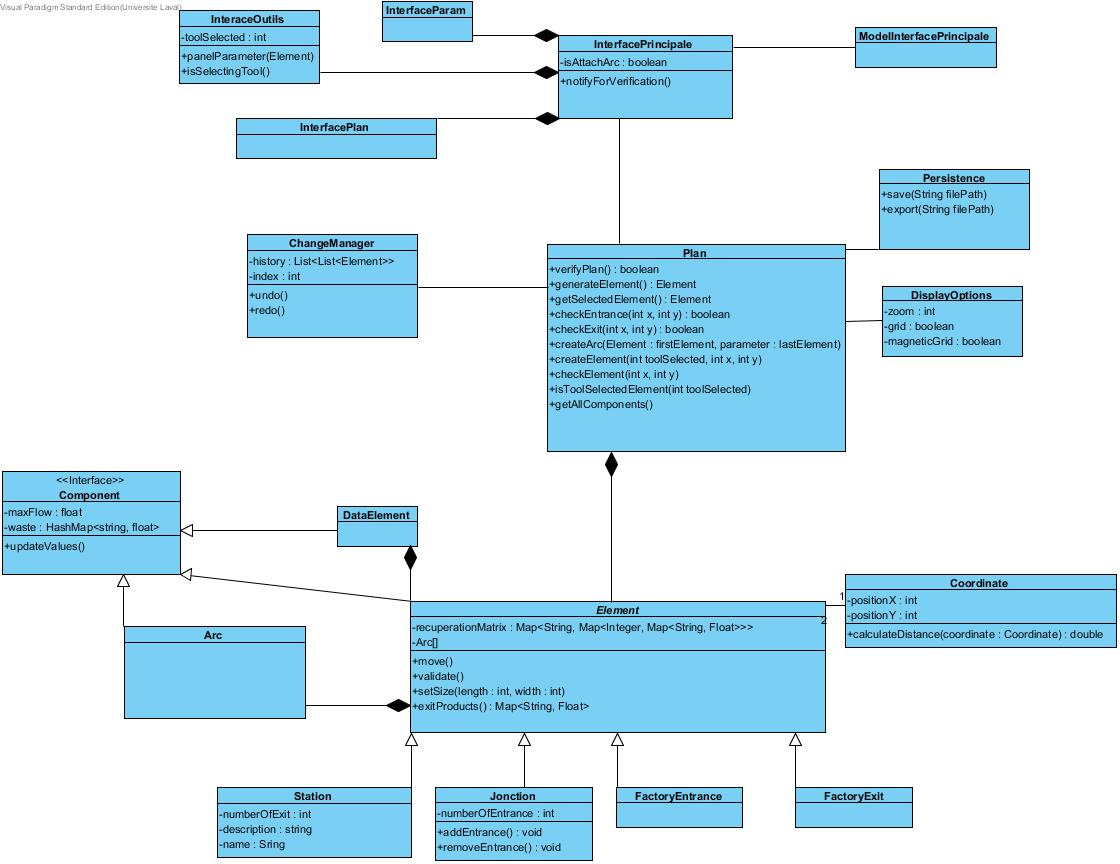 Visual Paradigm Standard Edition(Universite Laval)
InteraceOutils
-toolSelected : int
+panelParameter(Element)
+isSelectingTool()
InterfaceParam
InterfacePrincipale
-isAttachArc : boolean
+notifyForVerification()
ModelInterfacePrincipale
InterfacePlan
Persistence
+save(String filePath)
+export(String filePath)
ChangeManager
-history : List<List<Element>>
-index : int
+undo()
+redo()
Plan
+verifyPlan() : boolean
+generateElement() : Element
+getSelectedElement() : Element
+checkEntrance(int x, int y) : boolean
+checkExit(int x, int y) : boolean
+createArc(Element : firstElement, parameter : lastElement)
+createElement(int toolSelected, int x, int y)
+checkElement(int x, int y)
+isToolSelectedElement(int toolSelected)
+getAllComponents()
DisplayOptions
-zoom : int
-grid : boolean
-magneticGrid : boolean
<<Interface>>
Component
-maxFlow : float
-waste : HashMap<string, float>
+updateValues()
DataElement
Arc
Element
-recuperationMatrix : Map<String, Map<Integer, Map<String, Float>>>
-Arc[]
+move()
+validate()
+setSize(length : int, width : int)
+exitProducts() : Map<String, Float>
1
2
Coordinate
-positionX : int
-positionY : int
+calculateDistance(coordinate : Coordinate) : double
Station
-numberOfExit : int
-description : string
-name : Sring
Jonction
-numberOfEntrance : int
+addEntrance() : void
+removeEntrance() : void
FactoryEntrance
FactoryExit